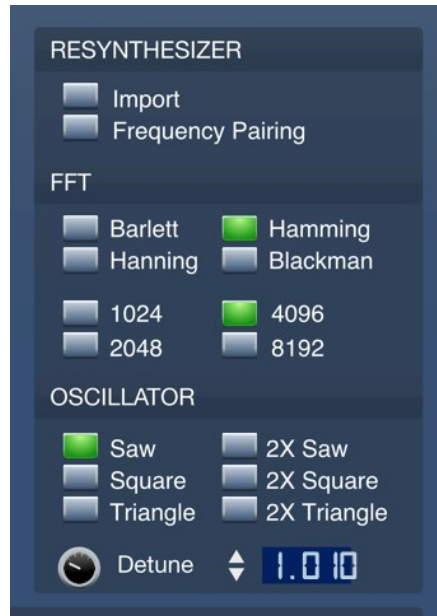 RESYNTHESIZER
Import
Frequency Pairing
FFT
Barlett Hamming
Hanning Blackman
1024 4096
2048 8192
OSCILLATOR
Saw 2X Saw
Square 2X Square
Triangle 2X Triangle
Detune 1.010